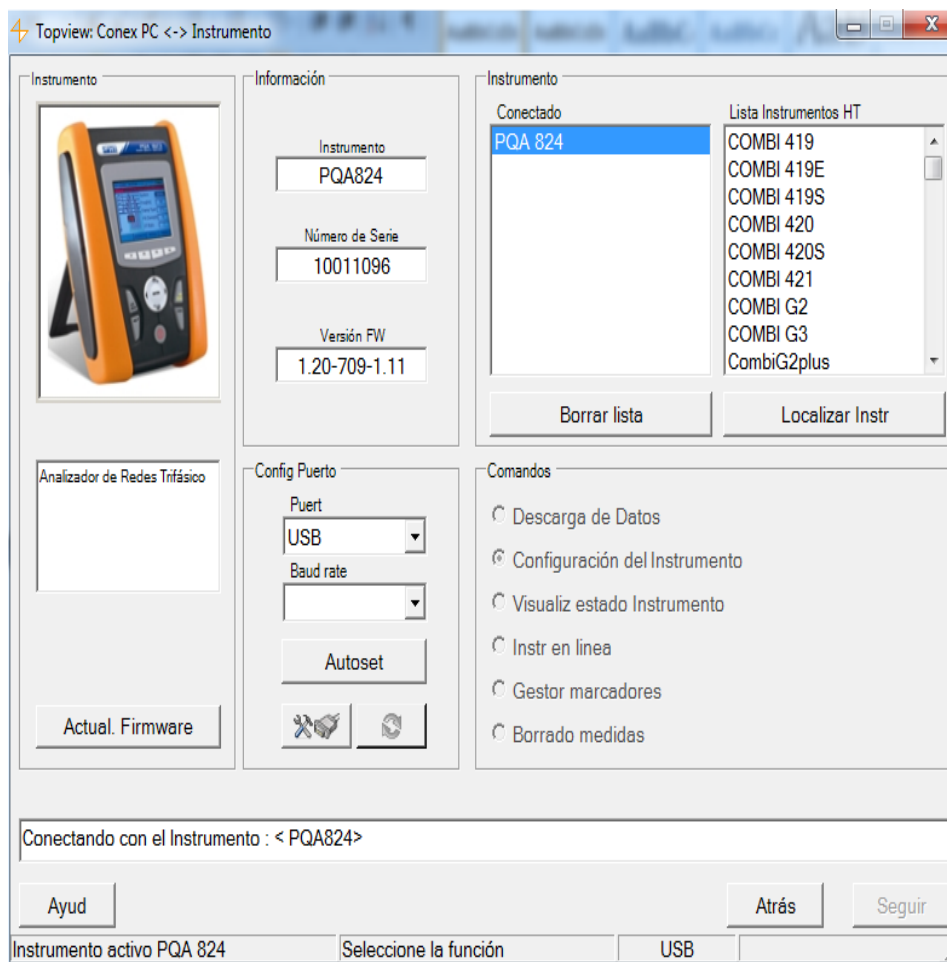 Topview: Conex PC <-> Instrumento
Instrumento
Información
Instrumento
PQA824
Número de Serie
10011096
Versión FW
1.20-709-1.11
Instrumento
Conectado
PQA 824
Lista Instrumentos HT
COMBI 419
COMBI 419E
COMBI 419S
COMBI 420
COMBI 420S
COMBI 421
COMBI G2
COMBI G3
CombiG2plus
Borrar lista
Localizar Instr
Analizador de Redes Trifásico
Actual. Firmware
Config Puerto
Puert
USB
Baud rate
Autoset
Comandos
Descarga de Datos
Configuración del Instrumento
Visualiz estado Instrumento
Instr en linea
Gestor marcadores
Borrado medidas
Conectando con el Instrumento : < PQA824>
Ayud
Atrás
Seguir
Instrumento activo PQA 824
Seleccione la función
USB